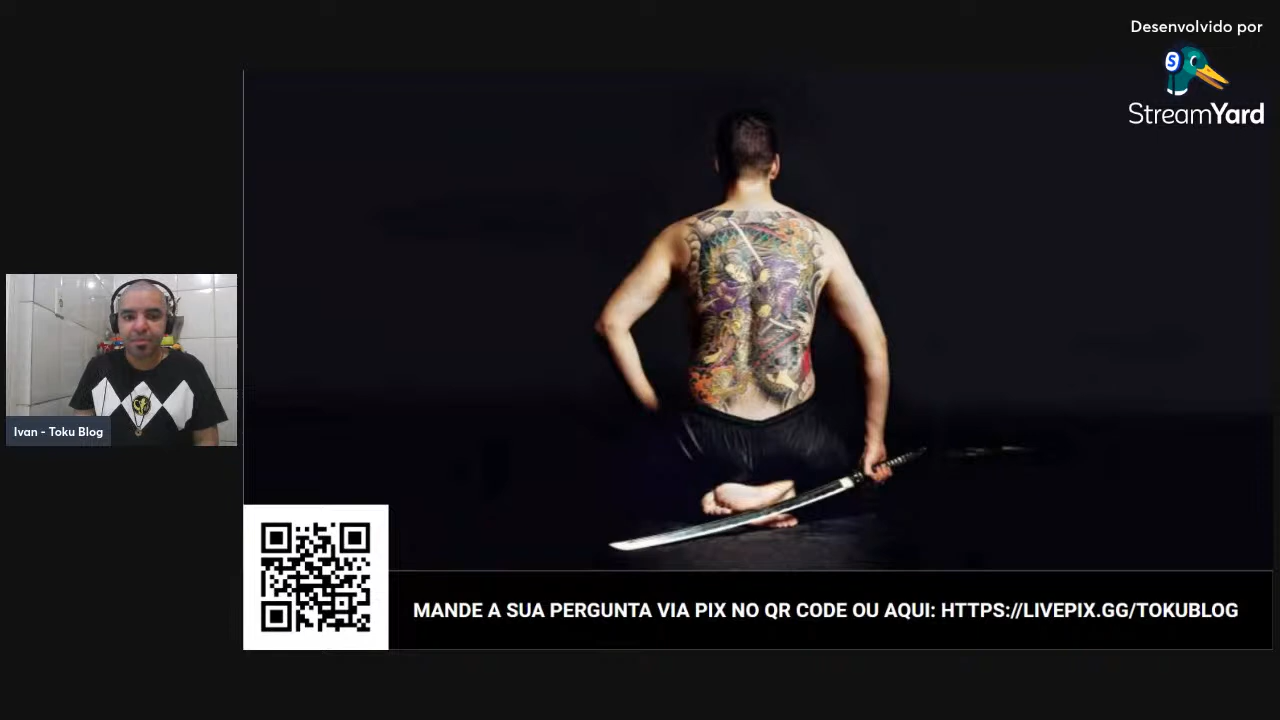 Desenvolvido por
StreamYard
Ivan - Toku Blog
MANDE A SUA PERGUNTA VIA PIX NO QR CODE OU AQUI: HTTPS://LIVEPIX.GG/TOKUBLOG